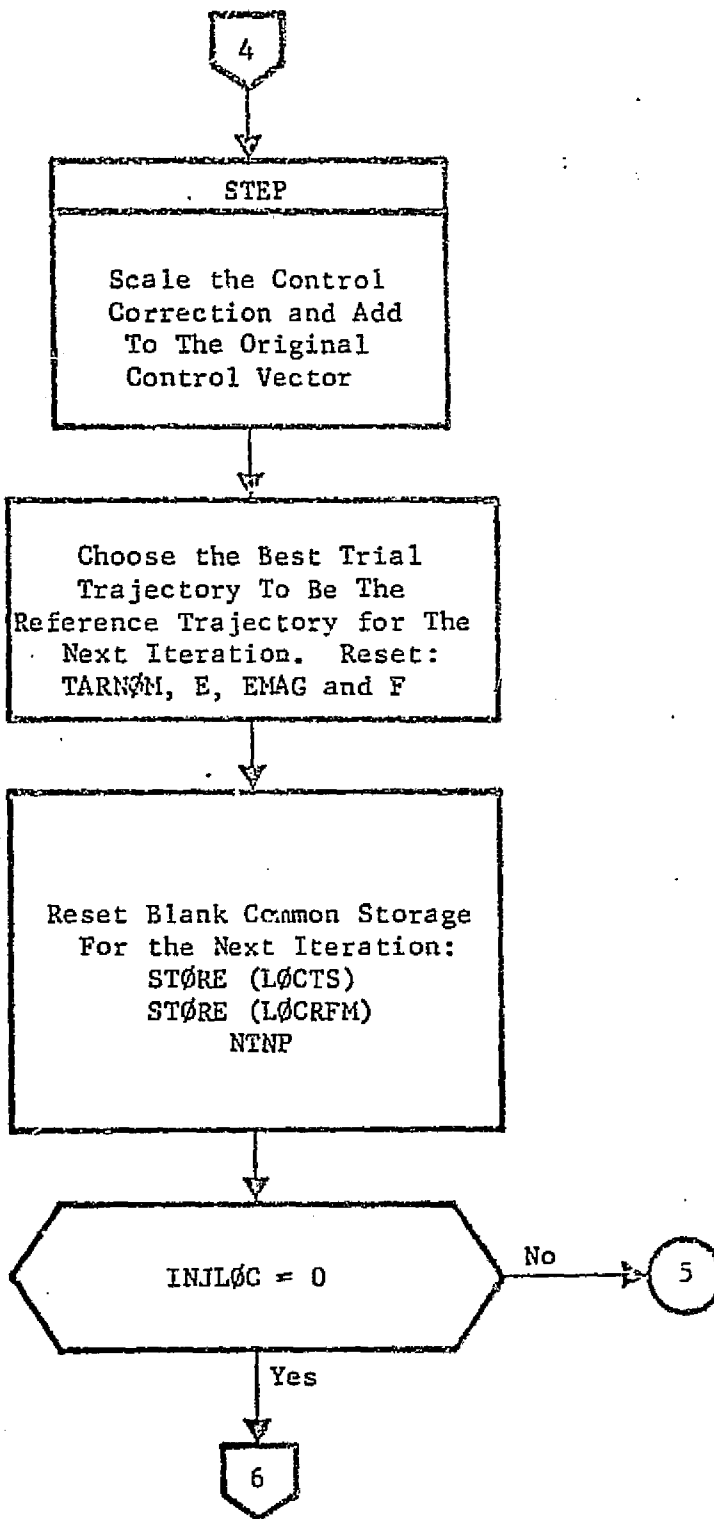 4
STEP
Scale the Control
Correction and Add
To The Original
Control Vector
Choose the Best Trial
Trajectory To Be The
Reference Trajectory for The
Next Iteration. Reset:
TARNØM, E, EMAG and F
Reset Blank Common Storage
For the Next Iteration:
STØRE (LØCTS)
STØRE (LØCRFM)
NTNP
INJLØC = 0
No
5
Yes
6